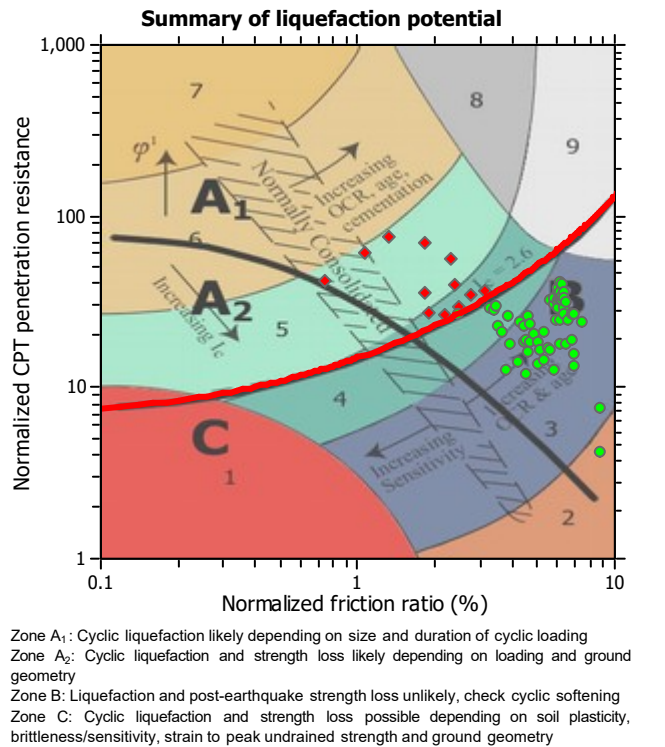 Summary of liquefaction potential
1,000
7
8
9
φ'
Increasing
OCR, age,
cementation
A1
Normally Consolidated
100
6
A2
Increasing Ic
= 2.6
B
5
10
4
Increasing
OCR & age
3
C
1
Increasing
Sensitivity
2
1
0.1
1
10
Normalized CPT penetration resistance
Normalized friction ratio (%)
Zone A1: Cyclic liquefaction likely depending on size and duration of cyclic loading
Zone A2: Cyclic liquefaction and strength loss likely depending on loading and ground
geometry
Zone B: Liquefaction and post-earthquake strength loss unlikely, check cyclic softening
Zone C: Cyclic liquefaction and strength loss possible depending on soil plasticity,
brittleness/sensitivity, strain to peak undrained strength and ground geometry